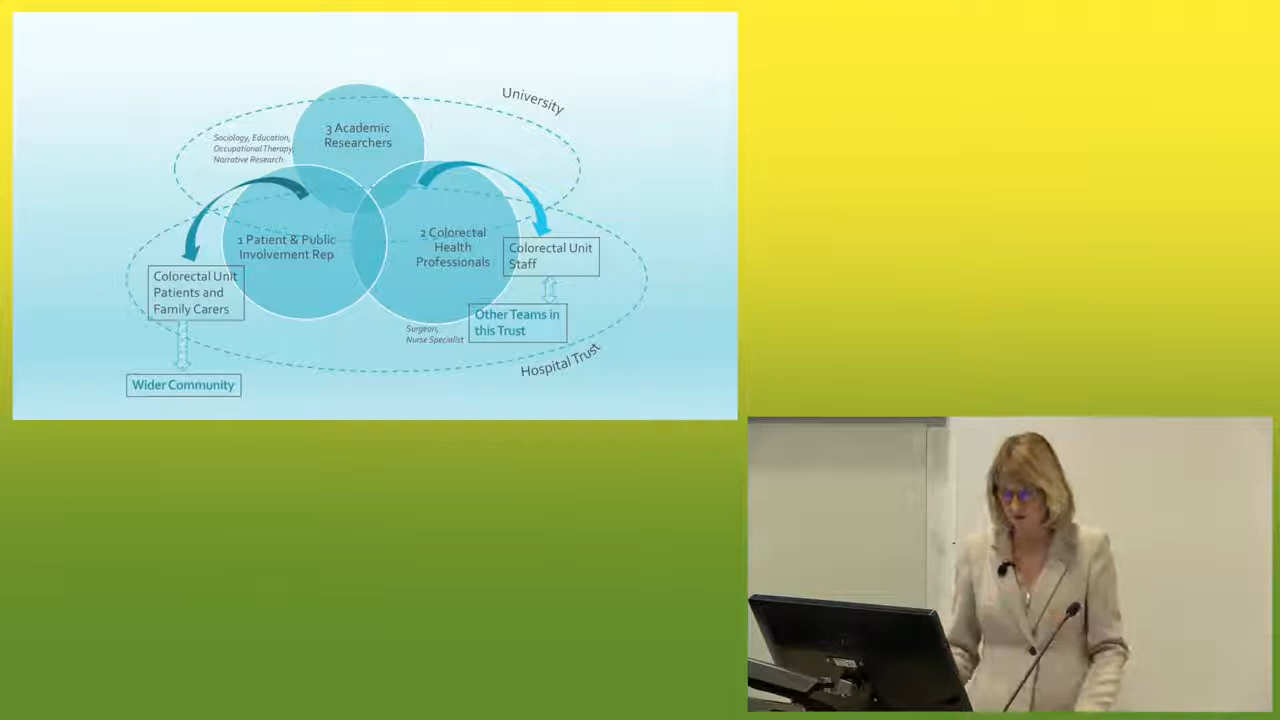 University
3 Academic
Researchers
Sociology, Education,
Occupational Therapy,
Narrative Research
1 Patient & Public
Involvement Rep
2 Colorectal
Health
Professionals
Colorectal Unit
Staff
Colorectal Unit
Patients and
Family Carers
Other Teams in
this Trust
Surgeon,
Nurse Specialist
Hospital Trust
Wider Community